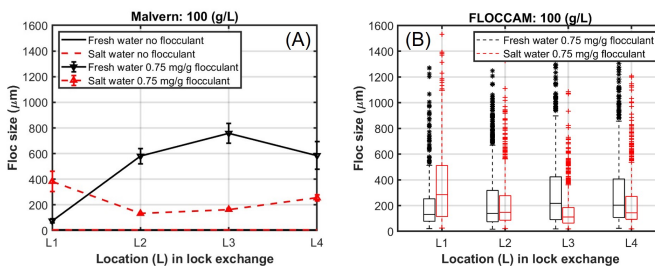 Malvern: 100 (g/L)
(A)
Fresh water no flocculant
Salt water no flocculant
Fresh water 0.75 mg/g flocculant
Salt water 0.75 mg/g flocculant
Floc size (μm)
1600
1400
1200
1000
800
600
400
200
0
L1 L2 L3 L4
Location (L) in lock exchange
FLOCCAM: 100 (g/L)
(B)
Fresh water 0.75 mg/g flocculant
Salt water 0.75 mg/g flocculant
Floc size (μm)
1600
1400
1200
1000
800
600
400
200
0
L1 L2 L3 L4
Location (L) in lock exchange